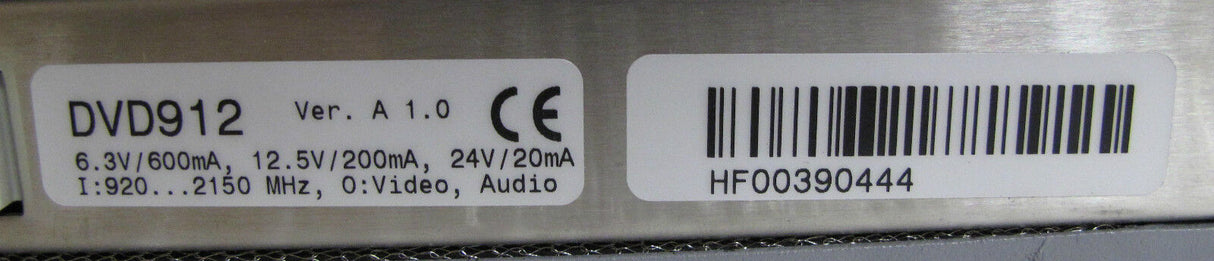 DVD912 Ver. A 1.0 CE
6.3V/600mA, 12.5V/200mA, 24V/20mA
I:920...2150 MHz, O:Video, Audio
HF00390444